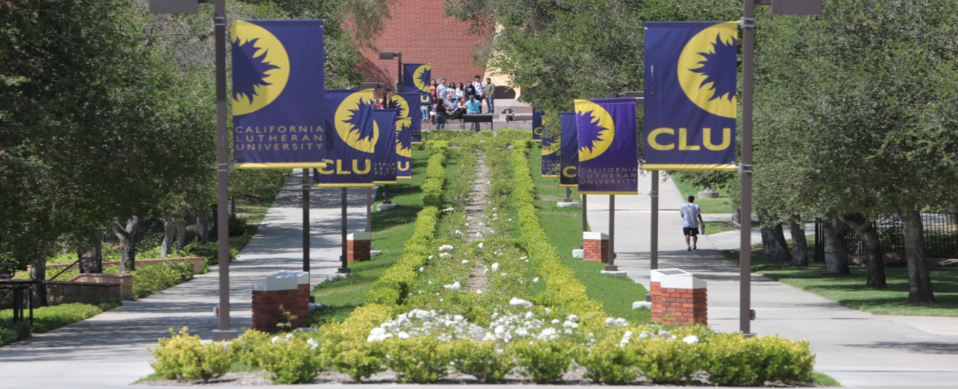 CALIFORNIA
LUTHERAN
UNIVERSITY
CLU
CLU
CALIFORNIA
LUTHERAN
UNIVERSITY
CLU